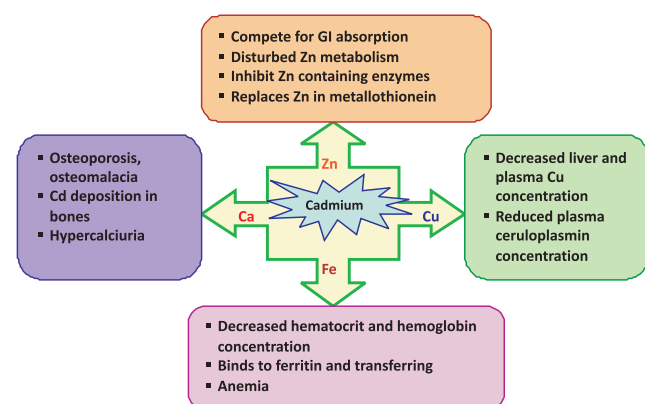 ▪ Compete for GI absorption
▪ Disturbed Zn metabolism
▪ Inhibit Zn containing enzymes
▪ Replaces Zn in metallothionein
▪ Osteoporosis,
osteomalacia
▪ Cd deposition in
bones
▪ Hypercalciuria
Zn
Ca
Cadmium
Cu
Fe
▪ Decreased liver and
plasma Cu
concentration
▪ Reduced plasma
ceruloplasmin
concentration
▪ Decreased hematocrit and hemoglobin
concentration
▪ Binds to ferritin and transferring
▪ Anemia